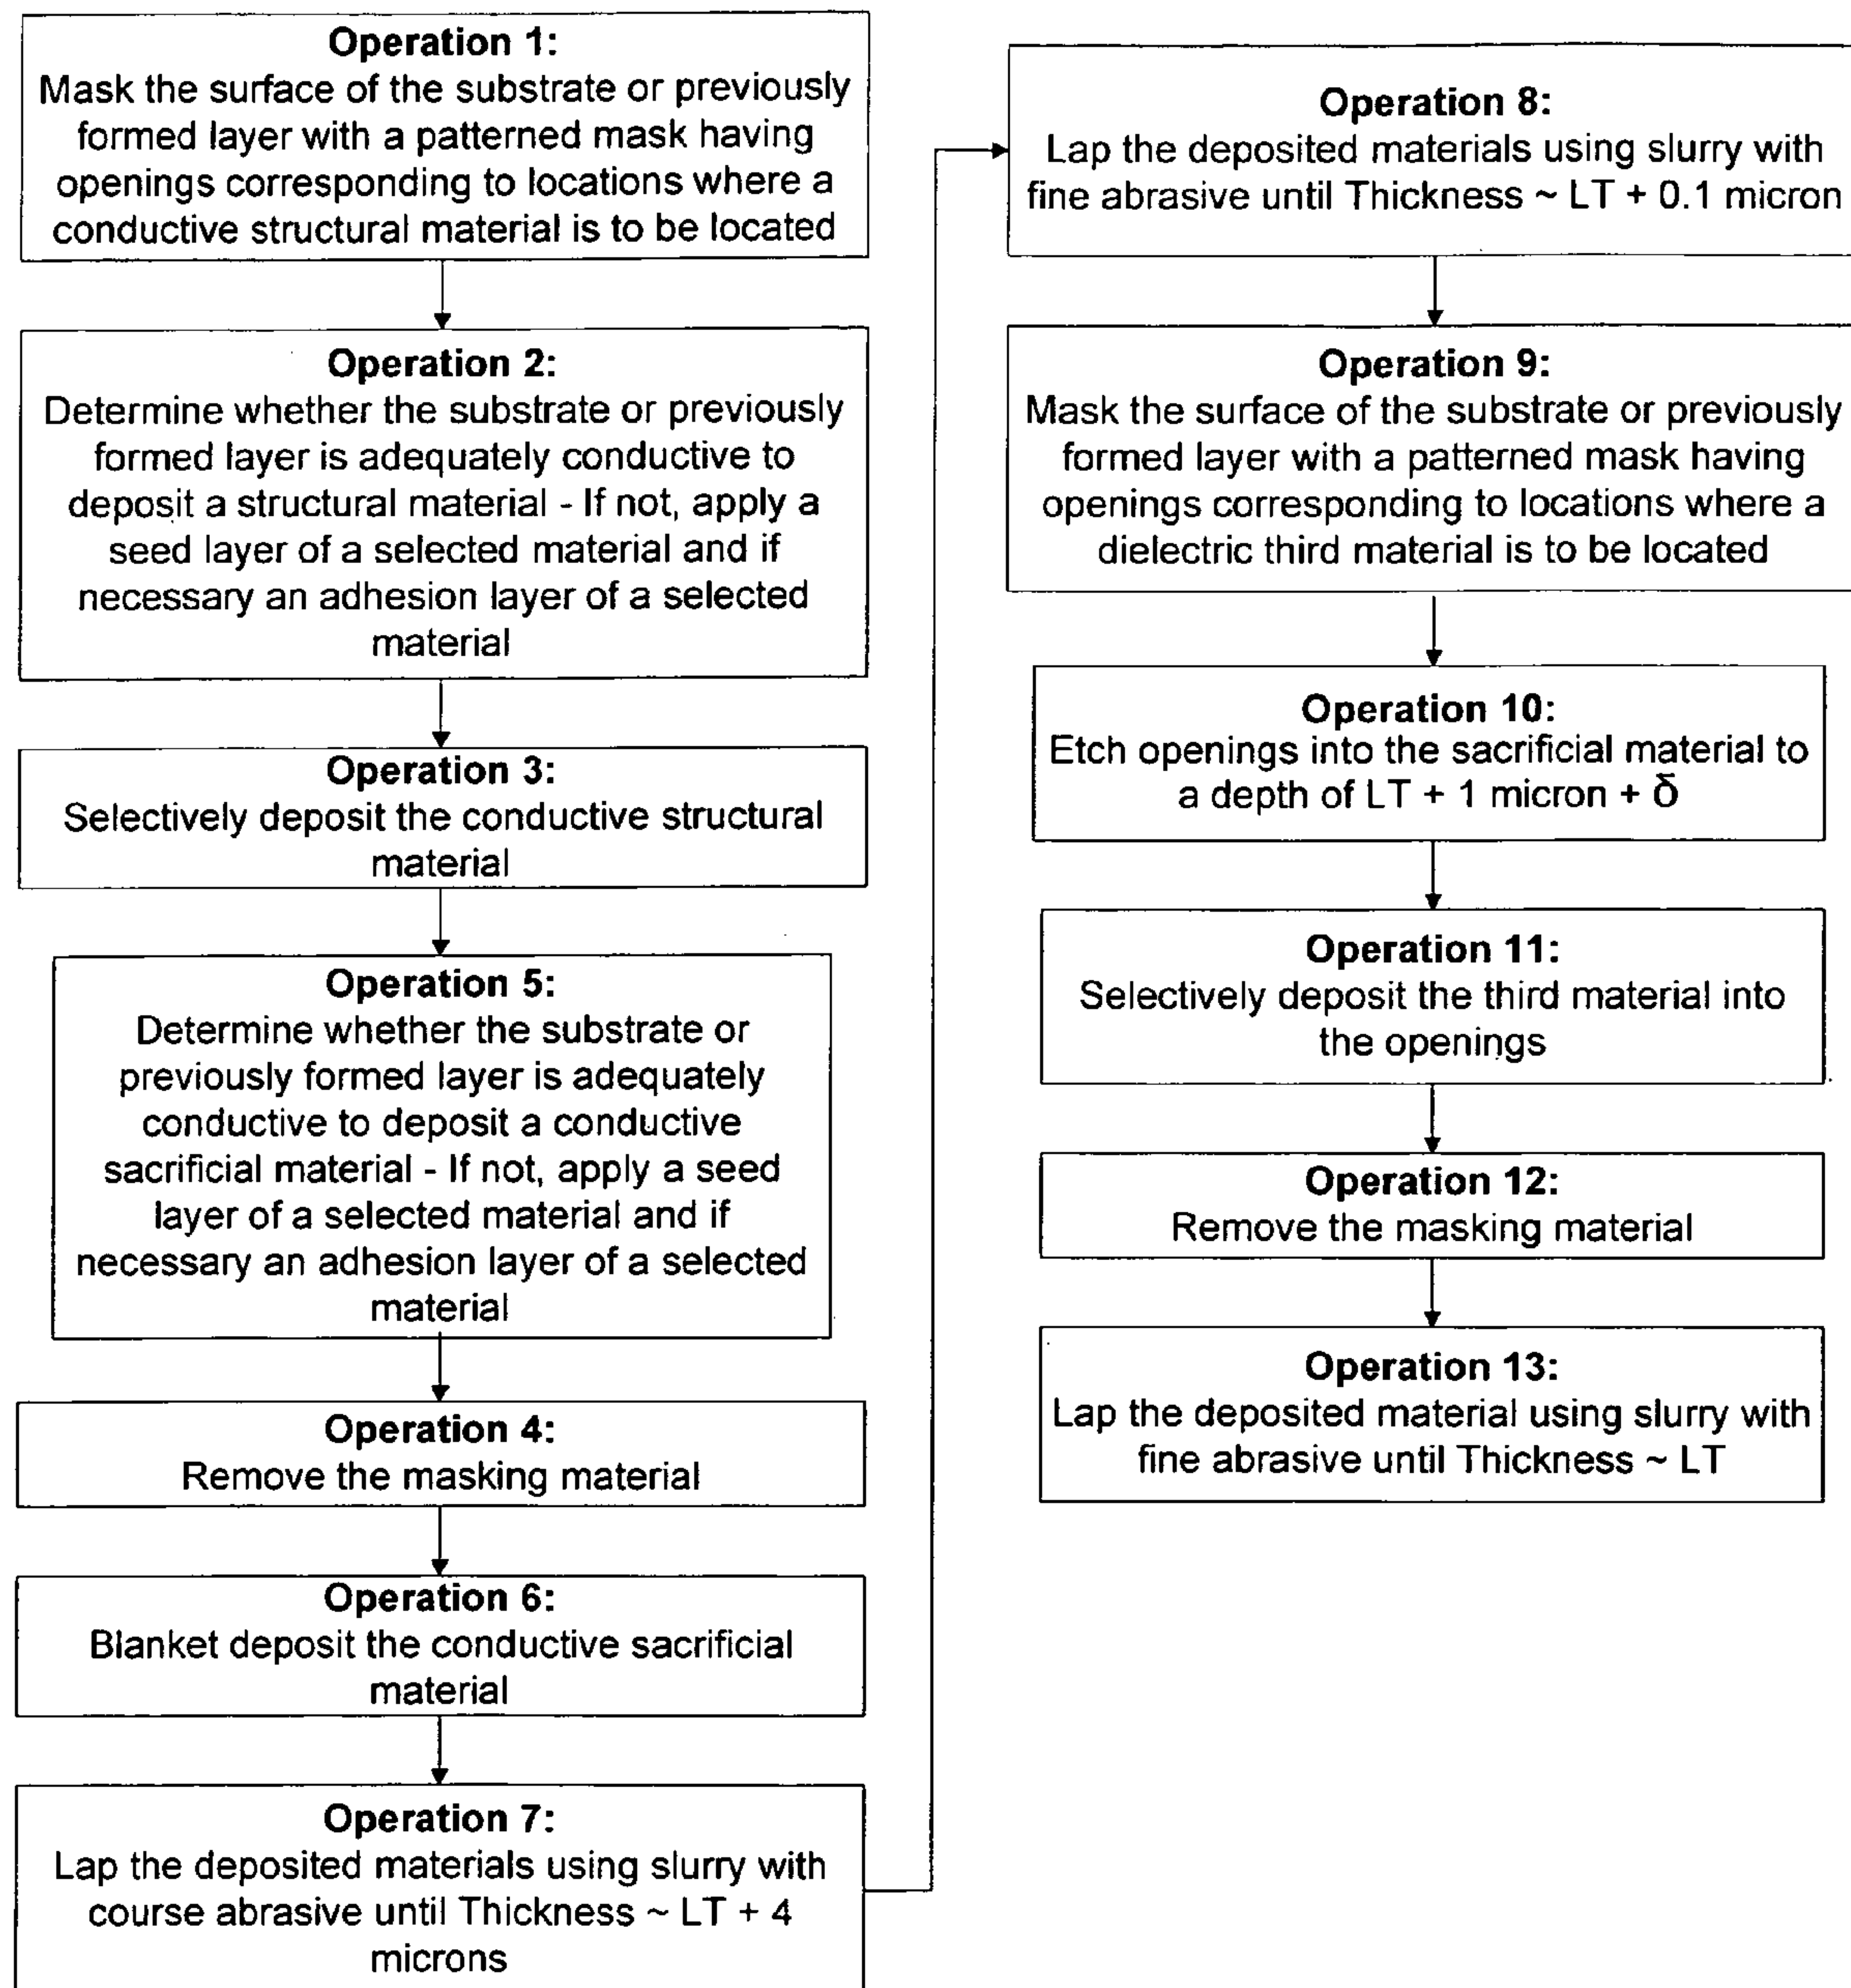 Operation 1:
Mask the surface of the substrate or previously
formed layer with a patterned mask having
openings corresponding to locations where a
conductive structural material is to be located
Operation 2:
Determine whether the substrate or previously
formed layer is adequately conductive to
deposit a structural material - If not, apply a
seed layer of a selected material and if
necessary an adhesion layer of a selected
material
Operation 3:
Selectively deposit the conductive structural
material
Operation 5:
Determine whether the substrate or
previously formed layer is adequately
conductive to deposit a conductive
sacrificial material - If not, apply a seed
layer of a selected material and if
necessary an adhesion layer of a selected
material
Operation 4:
Remove the masking material
Operation 6:
Blanket deposit the conductive sacrificial
material
Operation 7:
Lap the deposited materials using slurry with
course abrasive until Thickness ~ LT + 4
microns
Operation 8:
Lap the deposited materials using slurry with
fine abrasive until Thickness ~ LT + 0.1 micron
Operation 9:
Mask the surface of the substrate or previously
formed layer with a patterned mask having
openings corresponding to locations where a
dielectric third material is to be located
Operation 10:
Etch openings into the sacrificial material to
a depth of LT + 1 micron + δ
Operation 11:
Selectively deposit the third material into
the openings
Operation 12:
Remove the masking material
Operation 13:
Lap the deposited material using slurry with
fine abrasive until Thickness ~ LT